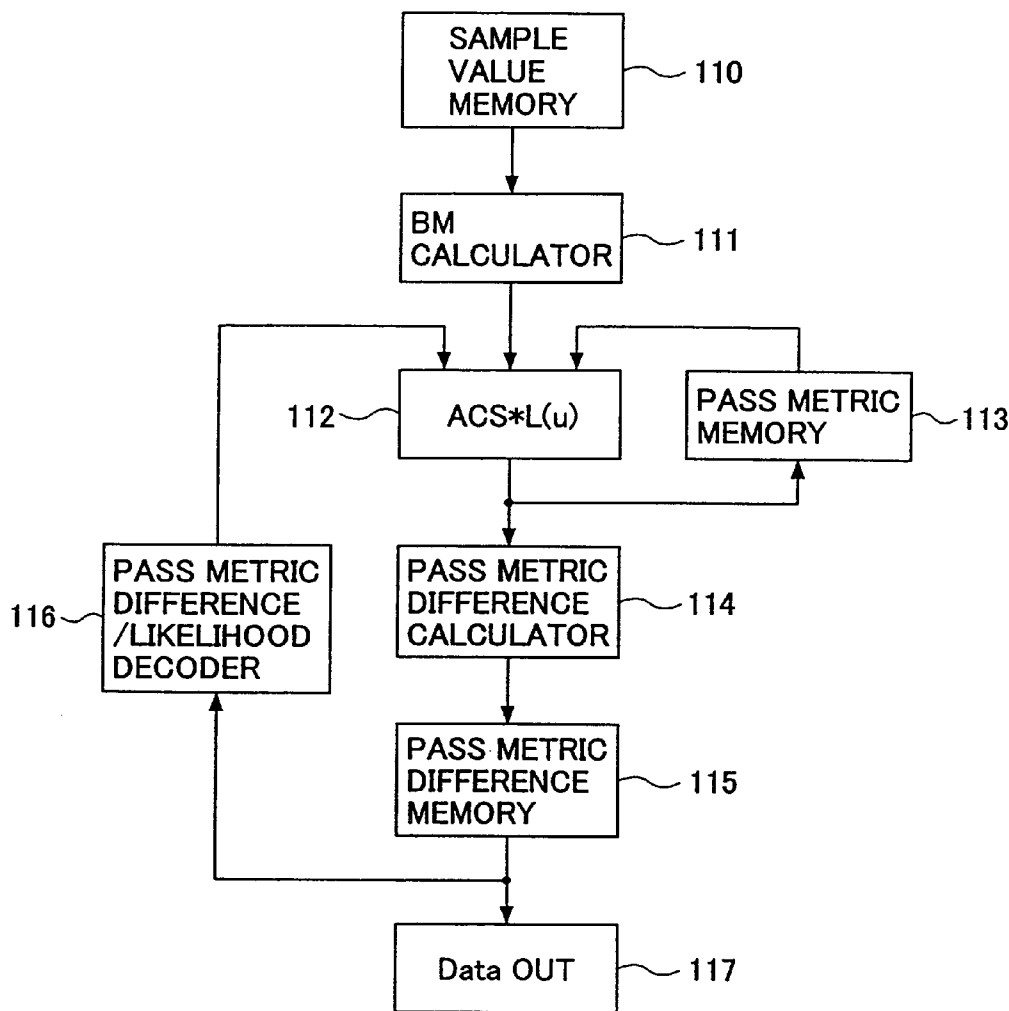 SAMPLE
VALUE
MEMORY
110
BM
CALCULATOR
111
112
ACS*L(u)
PASS METRIC
MEMORY
113
116
PASS METRIC
DIFFERENCE
/LIKELIHOOD
DECODER
PASS METRIC
DIFFERENCE
CALCULATOR
114
PASS METRIC
DIFFERENCE
MEMORY
115
Data OUT
117